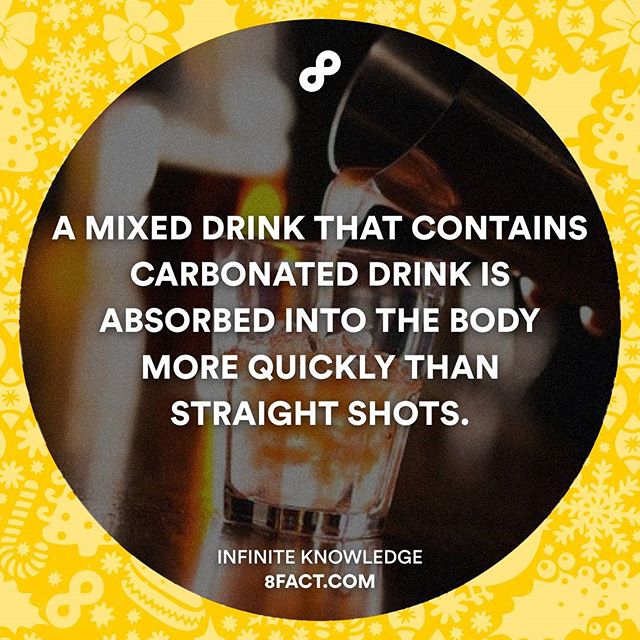 A MIXED DRINK THAT CONTAINS
CARBONATED DRINK IS
ABSORBED INTO THE BODY
MORE QUICKLY THAN
STRAIGHT SHOTS.
INFINITE KNOWLEDGE
8FACT.COM